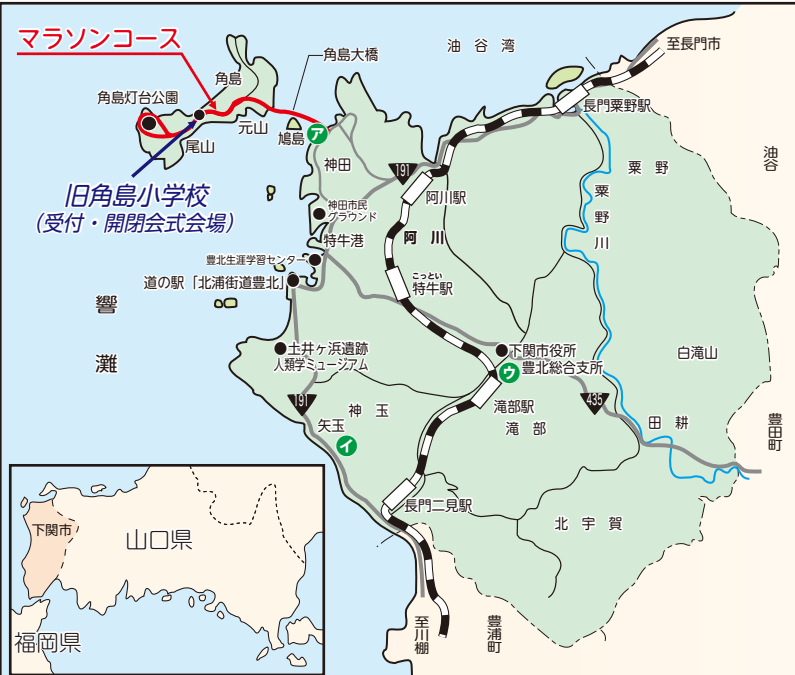 マラソンコース
油谷湾
至長門市
角島大橋
角島
角島灯台公園
長門粟野駅
元山
尾山
鳩島
ア
油谷
神田
191
粟野
旧角島小学校
(受付・開閉会式会場)
阿川駅
粟野川
神田市民
グラウンド
阿川
特牛港
豊北生涯学習センター
こっとい
特牛駅
道の駅「北浦街道豊北」
響灘
土井ヶ浜遺跡
人類学ミュージアム
下関市役所
豊北総合支所
ウ
白滝山
191
神玉
滝部駅
435
矢玉
滝部
田耕
豊田町
イ
長門二見駅
北宇賀
下関市
山口県
福岡県
至川棚
豊浦町